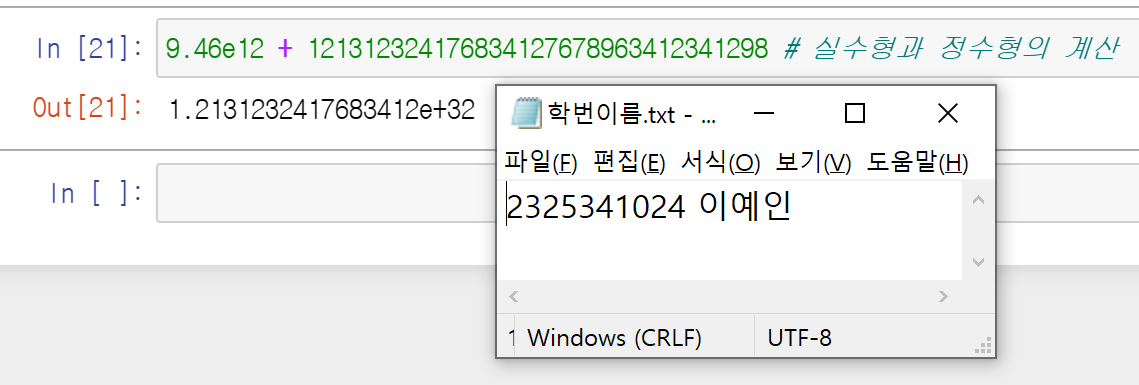 In [21]: 9.46e12 + 121312324176834127678963412341298 # 실수형과 정수형의 계산
Out[21]: 1.2131232417683412e+32
In [ ]:
학번이름.txt - ...
파일(F) 편집(E) 서식(O) 보기(V) 도움말(H)
2325341024 이예인
1 Windows (CRLF) UTF-8